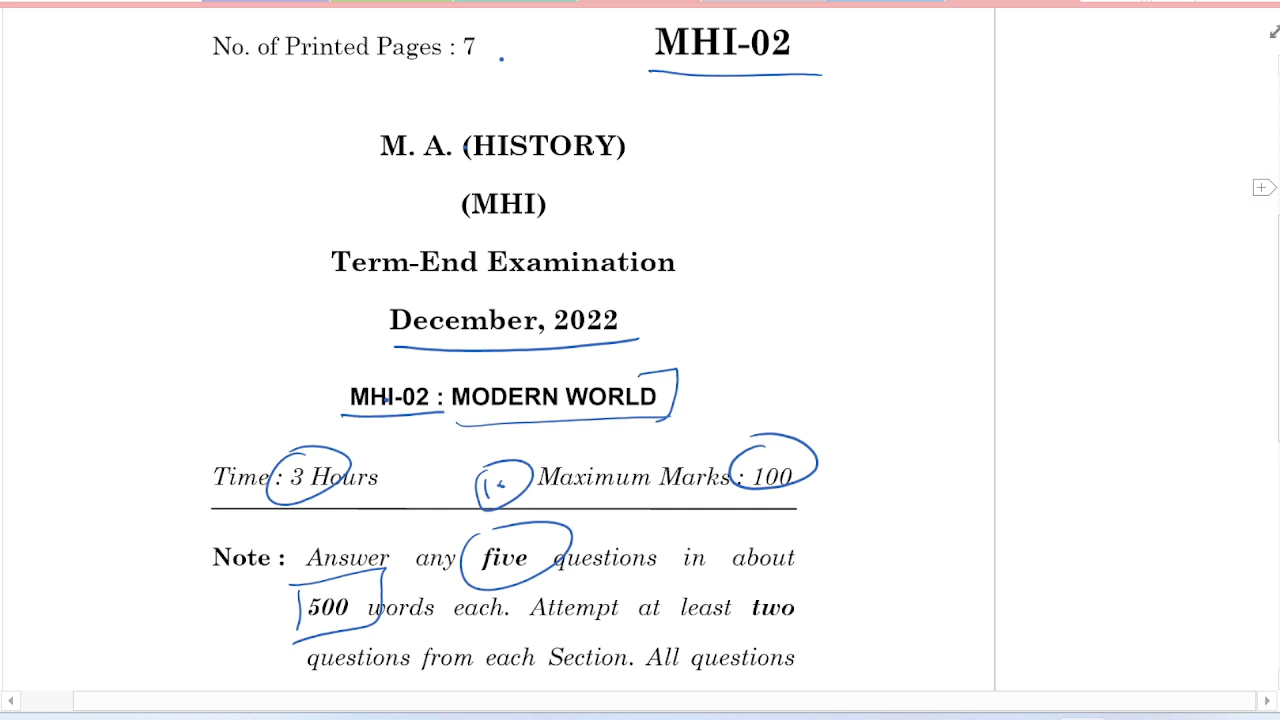 No. of Printed Pages : 7
MHI-02
M. A. (HISTORY)
(MHI)
Term-End Examination
December, 2022
MHI-02 : MODERN WORLD
Time : 3 Hours
Maximum Marks : 100
Note : Answer any five questions in about
500 words each. Attempt at least two
questions from each Section. All questions